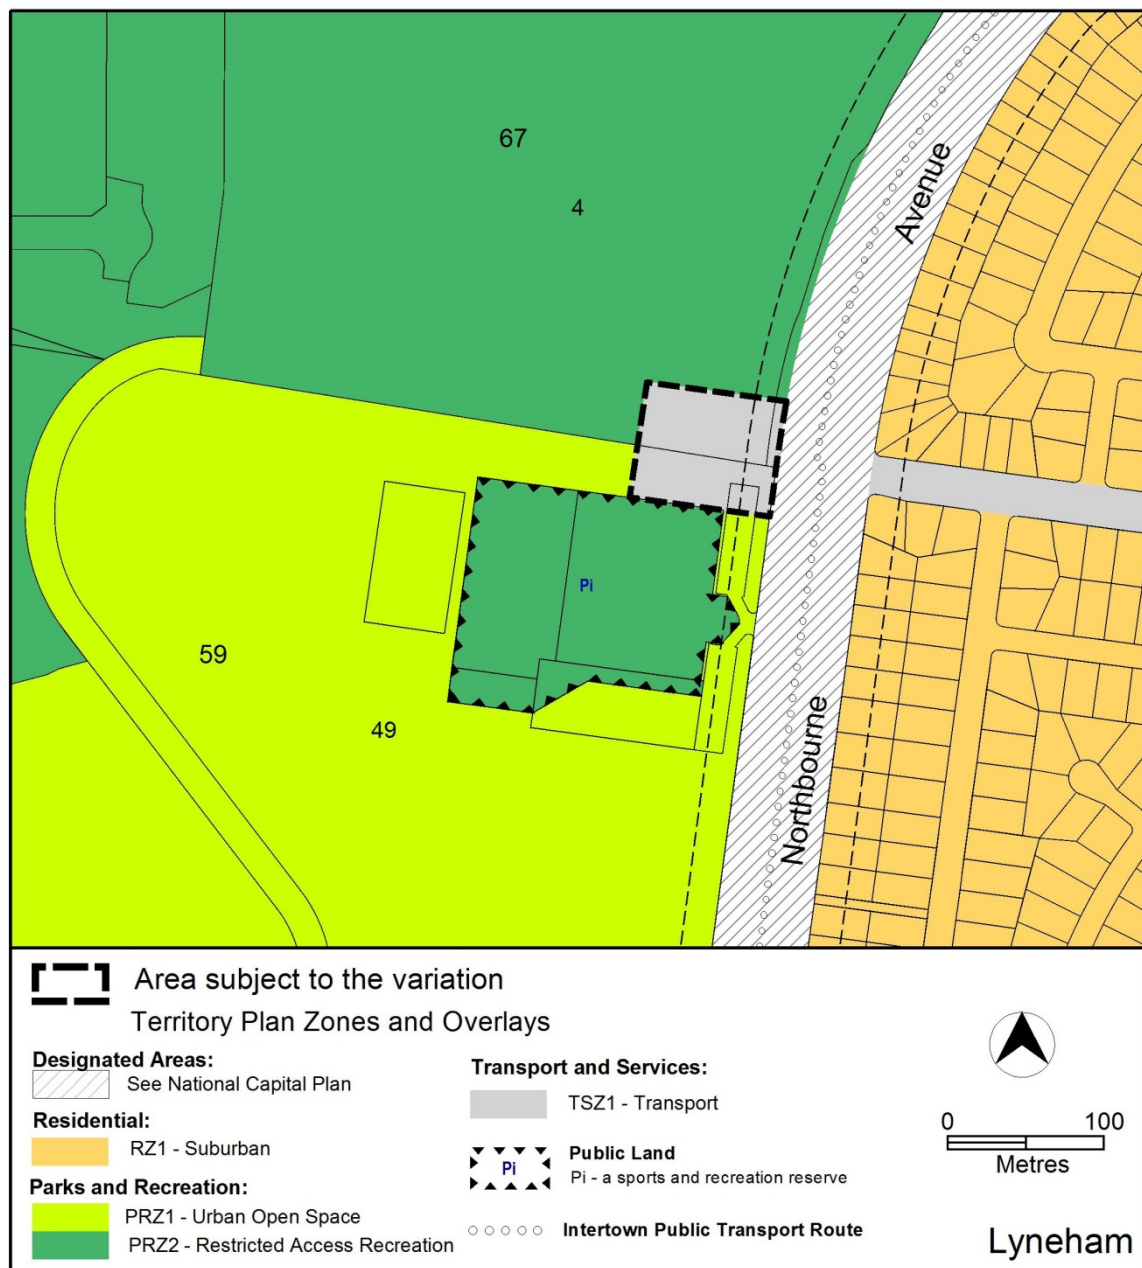 67
4
Avenue
Pi
59
49
Northbourne
Area subject to the variation
Territory Plan Zones and Overlays
Designated Areas:
See National Capital Plan
Residential:
RZ1 - Suburban
Parks and Recreation:
PRZ1 - Urban Open Space
PRZ2 - Restricted Access Recreation
Transport and Services:
TSZ1 - Transport
Pi
Public Land
Pi - a sports and recreation reserve
Intertown Public Transport Route
0 100
Metres
Lyneham